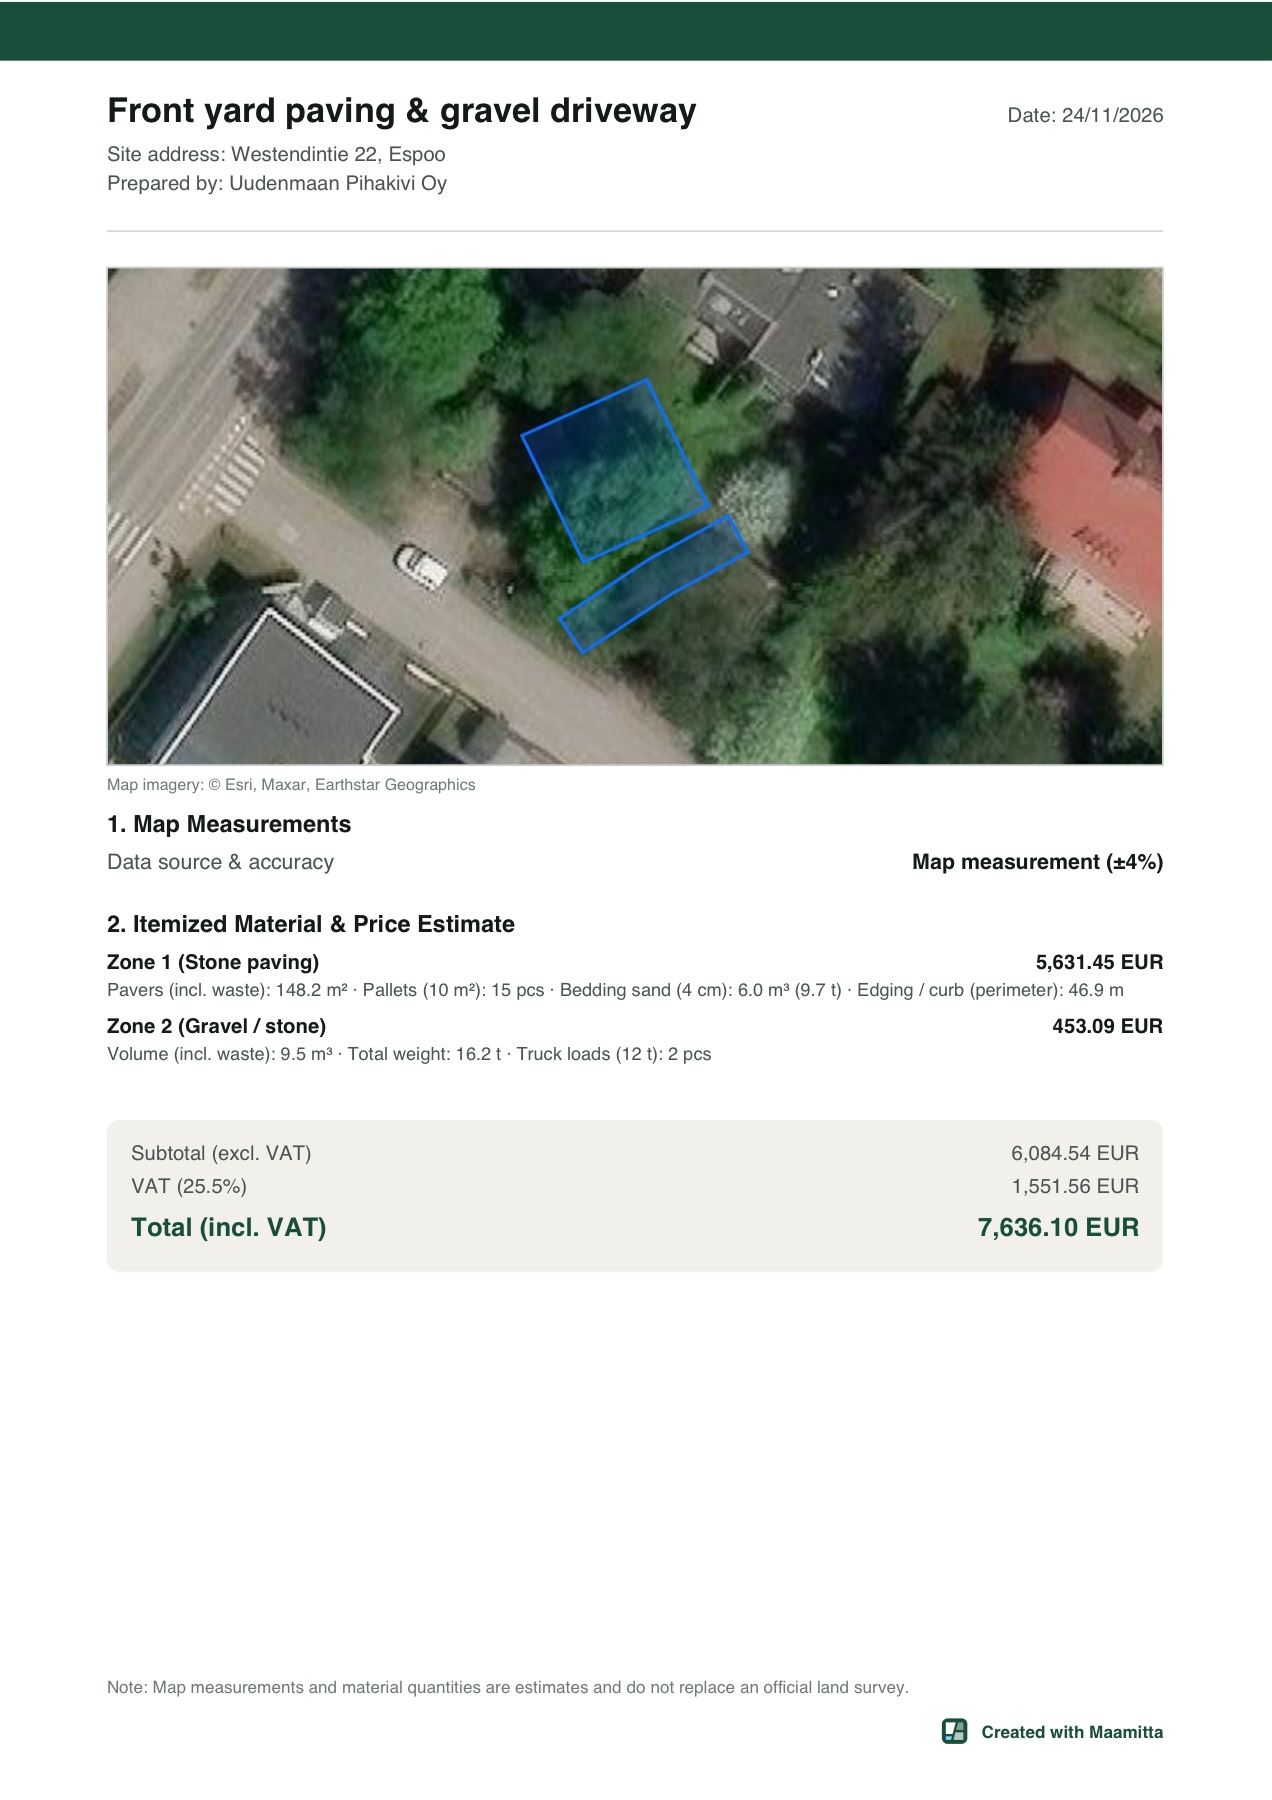 Front yard paving & gravel driveway
Date: 24/11/2026
Site address: Westendintie 22, Espoo
Prepared by: Uudenmaan Pihakivi Oy
Map imagery: © Esri, Maxar, Earthstar Geographics
1. Map Measurements
Data source & accuracy Map measurement (±4%)
2. Itemized Material & Price Estimate
Zone 1 (Stone paving) 5,631.45 EUR
Pavers (incl. waste): 148.2 m² · Pallets (10 m²): 15 pcs · Bedding sand (4 cm): 6.0 m³ (9.7 t) · Edging / curb (perimeter): 46.9 m
Zone 2 (Gravel / stone) 453.09 EUR
Volume (incl. waste): 9.5 m³ · Total weight: 16.2 t · Truck loads (12 t): 2 pcs
Subtotal (excl. VAT) 6,084.54 EUR
VAT (25.5%) 1,551.56 EUR
Total (incl. VAT) 7,636.10 EUR
Note: Map measurements and material quantities are estimates and do not replace an official land survey.
Created with Maamitta